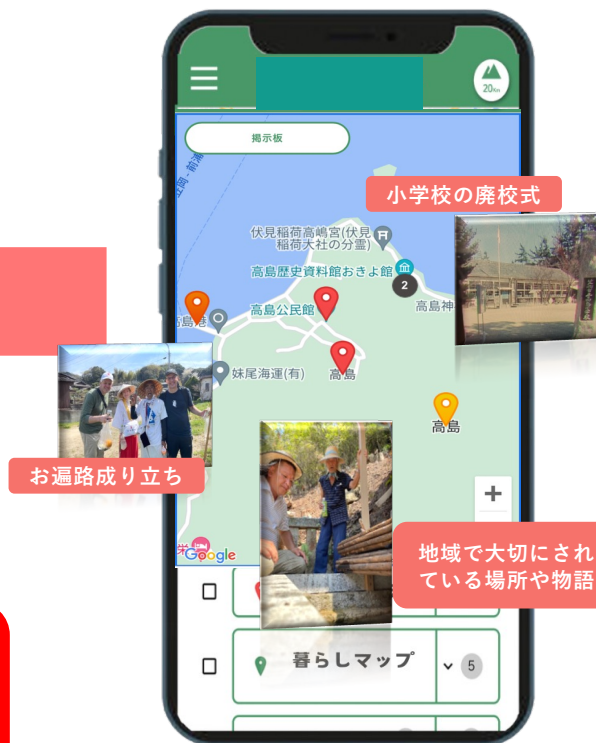 20km
掲示板
小学校の廃校式
伏見稲荷高嶋宮(伏見
稲荷大社の分霊)
高島歴史資料館おきよ館
2
高島公民館
高島神
島港
妹尾海運(有)
高島
高島
お遍路成り立ち
+
Google
地域で大切にされ
ている場所や物語
暮らしマップ
5